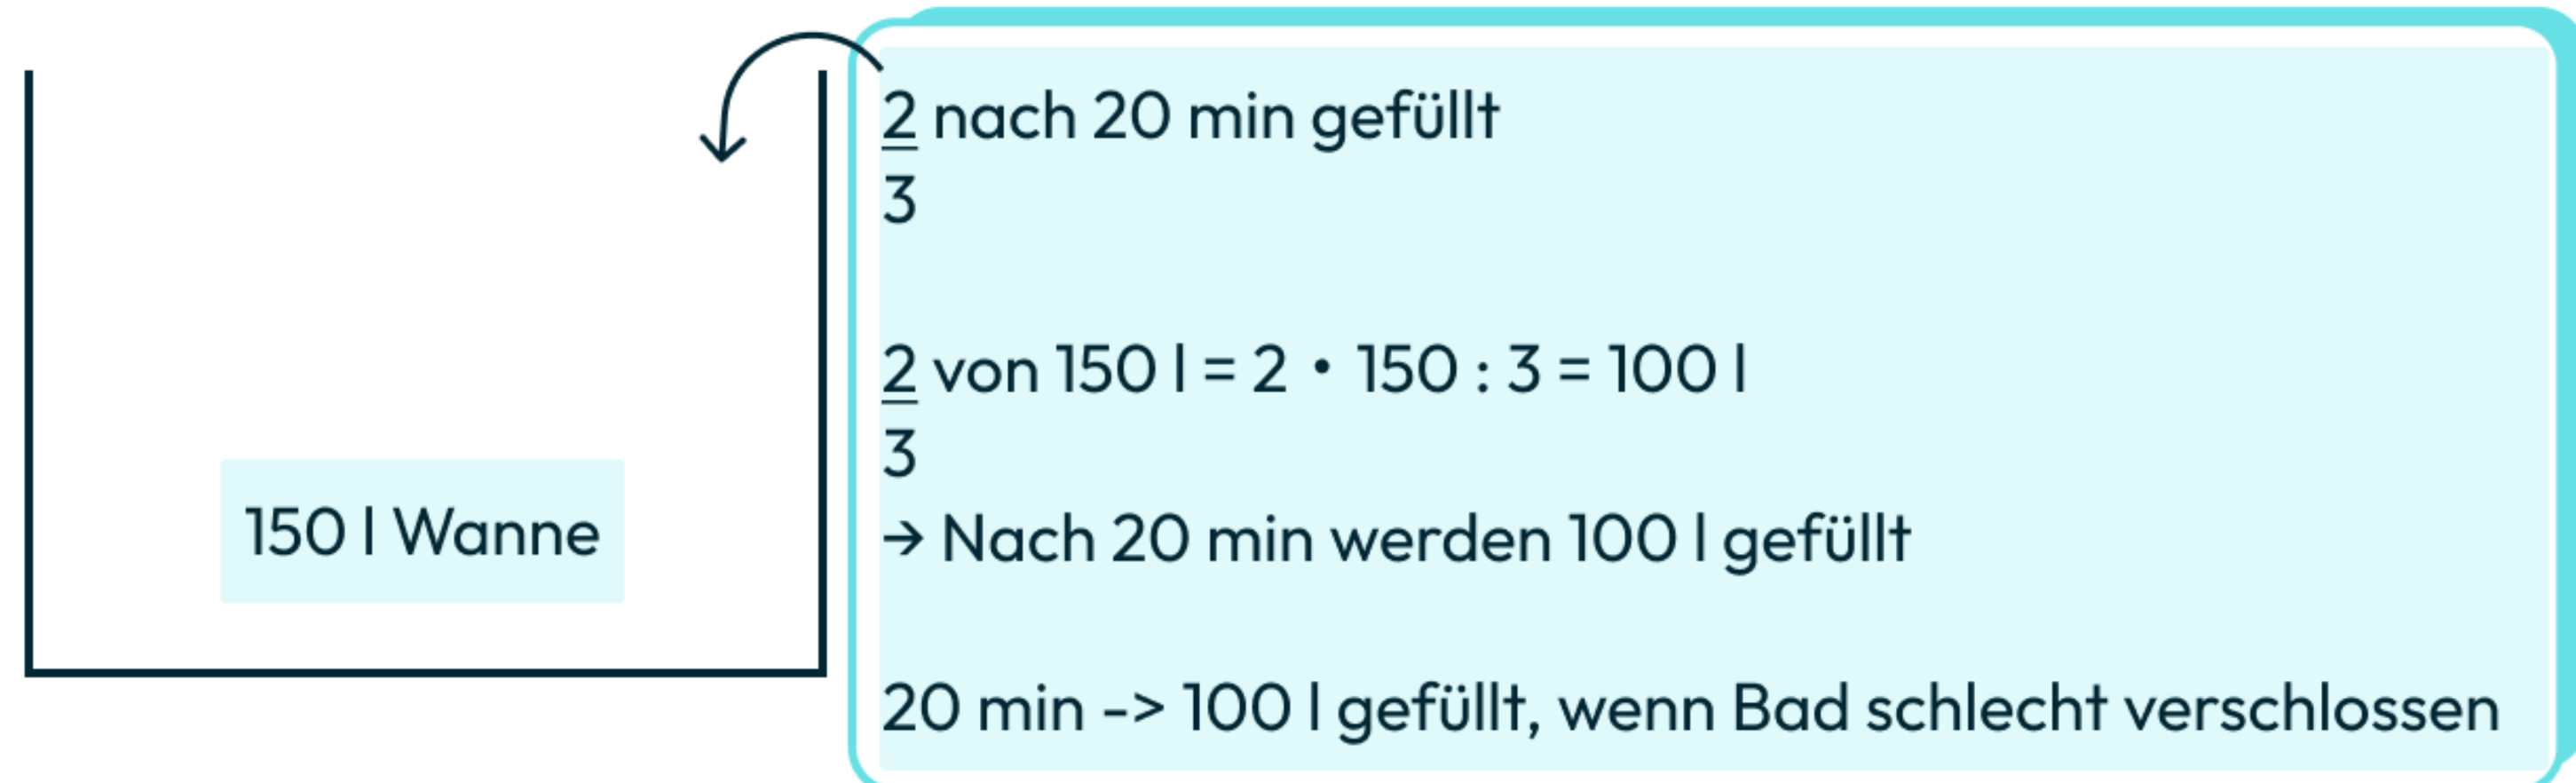 2 nach 20 min gefüllt
3
2 von 150 l = 2 • 150 : 3 = 100 l
3
→ Nach 20 min werden 100 l gefüllt
20 min -> 100 l gefüllt, wenn Bad schlecht verschlossen
150 l Wanne